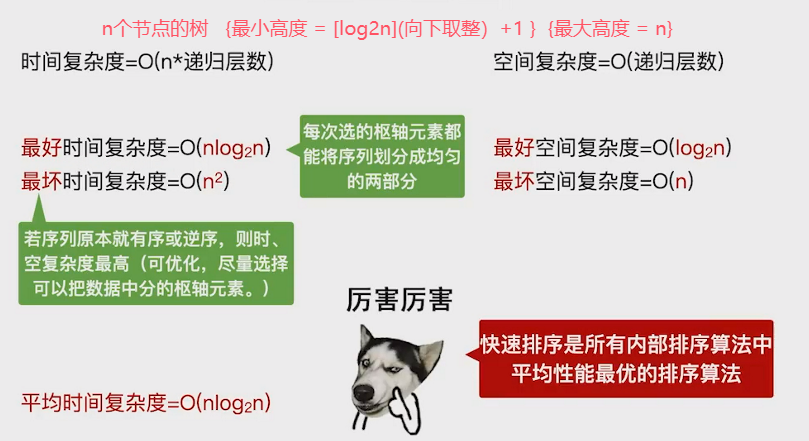 n个节点的树 {最小高度 = [log2n](向下取整) +1 } {最大高度 = n}
时间复杂度=O(n*递归层数)
空间复杂度=O(递归层数)
最好时间复杂度=O(nlog₂n)
最坏时间复杂度=O(n²)
每次选的枢轴元素都
能将序列划分成均匀
的两部分
最好空间复杂度=O(log₂n)
最坏空间复杂度=O(n)
若序列原本就有序或逆序，则时、
空复杂度最高（可优化，尽量选择
可以把数据中分的枢轴元素。）
厉害厉害
快速排序是所有内部排序算法中
平均性能最优的排序算法
平均时间复杂度=O(nlog₂n)